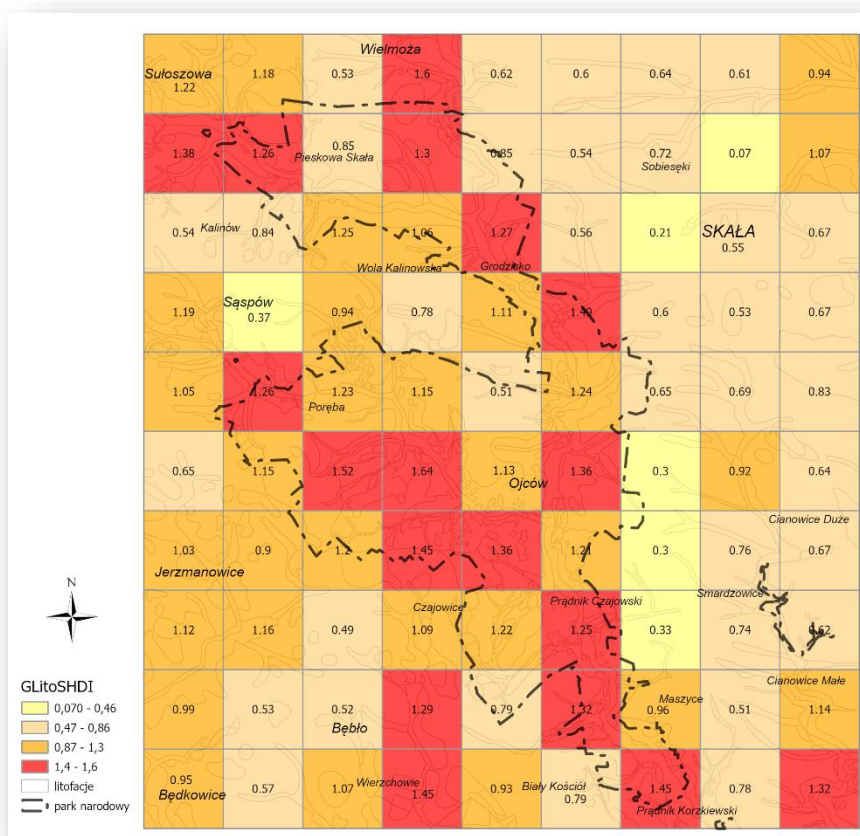 Wielmoża
Sułoszowa
1.22 1.18 0.53 1.6 0.62 0.6 0.64 0.61 0.94
1.38 1.26 0.85 1.3 0.85 0.54 0.72 0.07 1.07
Pieskowa Skała Sobiesęki
Kalinów SKAŁA
0.54 0.84 1.25 1.06 1.27 0.56 0.21 0.55 0.67
Wola Kalinowska Grodzisko
Sąspów
1.19 0.37 0.94 0.78 1.11 1.49 0.6 0.53 0.67
1.05 1.26 1.23 1.15 0.51 1.24 0.65 0.69 0.83
Poręba
0.65 1.15 1.52 1.64 1.13 1.36 0.3 0.92 0.64
Ojców
Cianowice Duże
1.03 0.9 1.2 1.45 1.36 1.21 0.3 0.76 0.67
Jerzmanowice
Smardzowice
Czajowice Prądnik Czajowski
1.12 1.16 0.49 1.09 1.22 1.25 0.33 0.74 0.62
Cianowice Małe
Maszyce
0.99 0.53 0.52 1.29 0.79 1.32 0.96 0.51 1.14
Bębło
0.95 0.57 1.07 1.45 0.93 0.79 1.45 0.78 1.32
Będkowice Wierzchowie Biały Kościół
Prądnik Korzkiewski
N
GLitoSHDI
0,070 - 0,46
0,47 - 0,86
0,87 - 1,3
1,4 - 1,6
litofacje
park narodowy